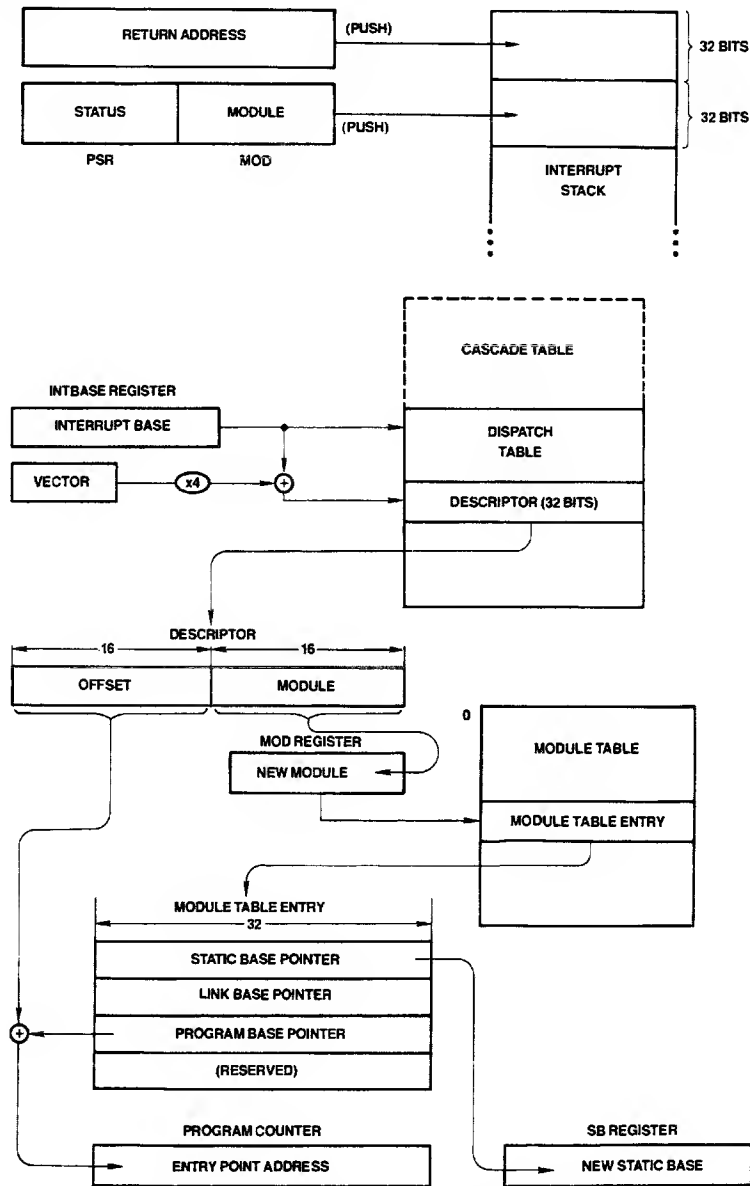 RETURN ADDRESS
(PUSH)
32 BITS
STATUS
MODULE
(PUSH)
32 BITS
PSR
MOD
INTERRUPT
STACK
CASCADE TABLE
INTBASE REGISTER
INTERRUPT BASE
DISPATCH
TABLE
VECTOR
x4
+
DESCRIPTOR (32 BITS)
DESCRIPTOR
16
16
OFFSET
MODULE
0
MOD REGISTER
NEW MODULE
MODULE TABLE
MODULE TABLE ENTRY
MODULE TABLE ENTRY
32
STATIC BASE POINTER
LINK BASE POINTER
+
PROGRAM BASE POINTER
(RESERVED)
PROGRAM COUNTER
SB REGISTER
ENTRY POINT ADDRESS
NEW STATIC BASE